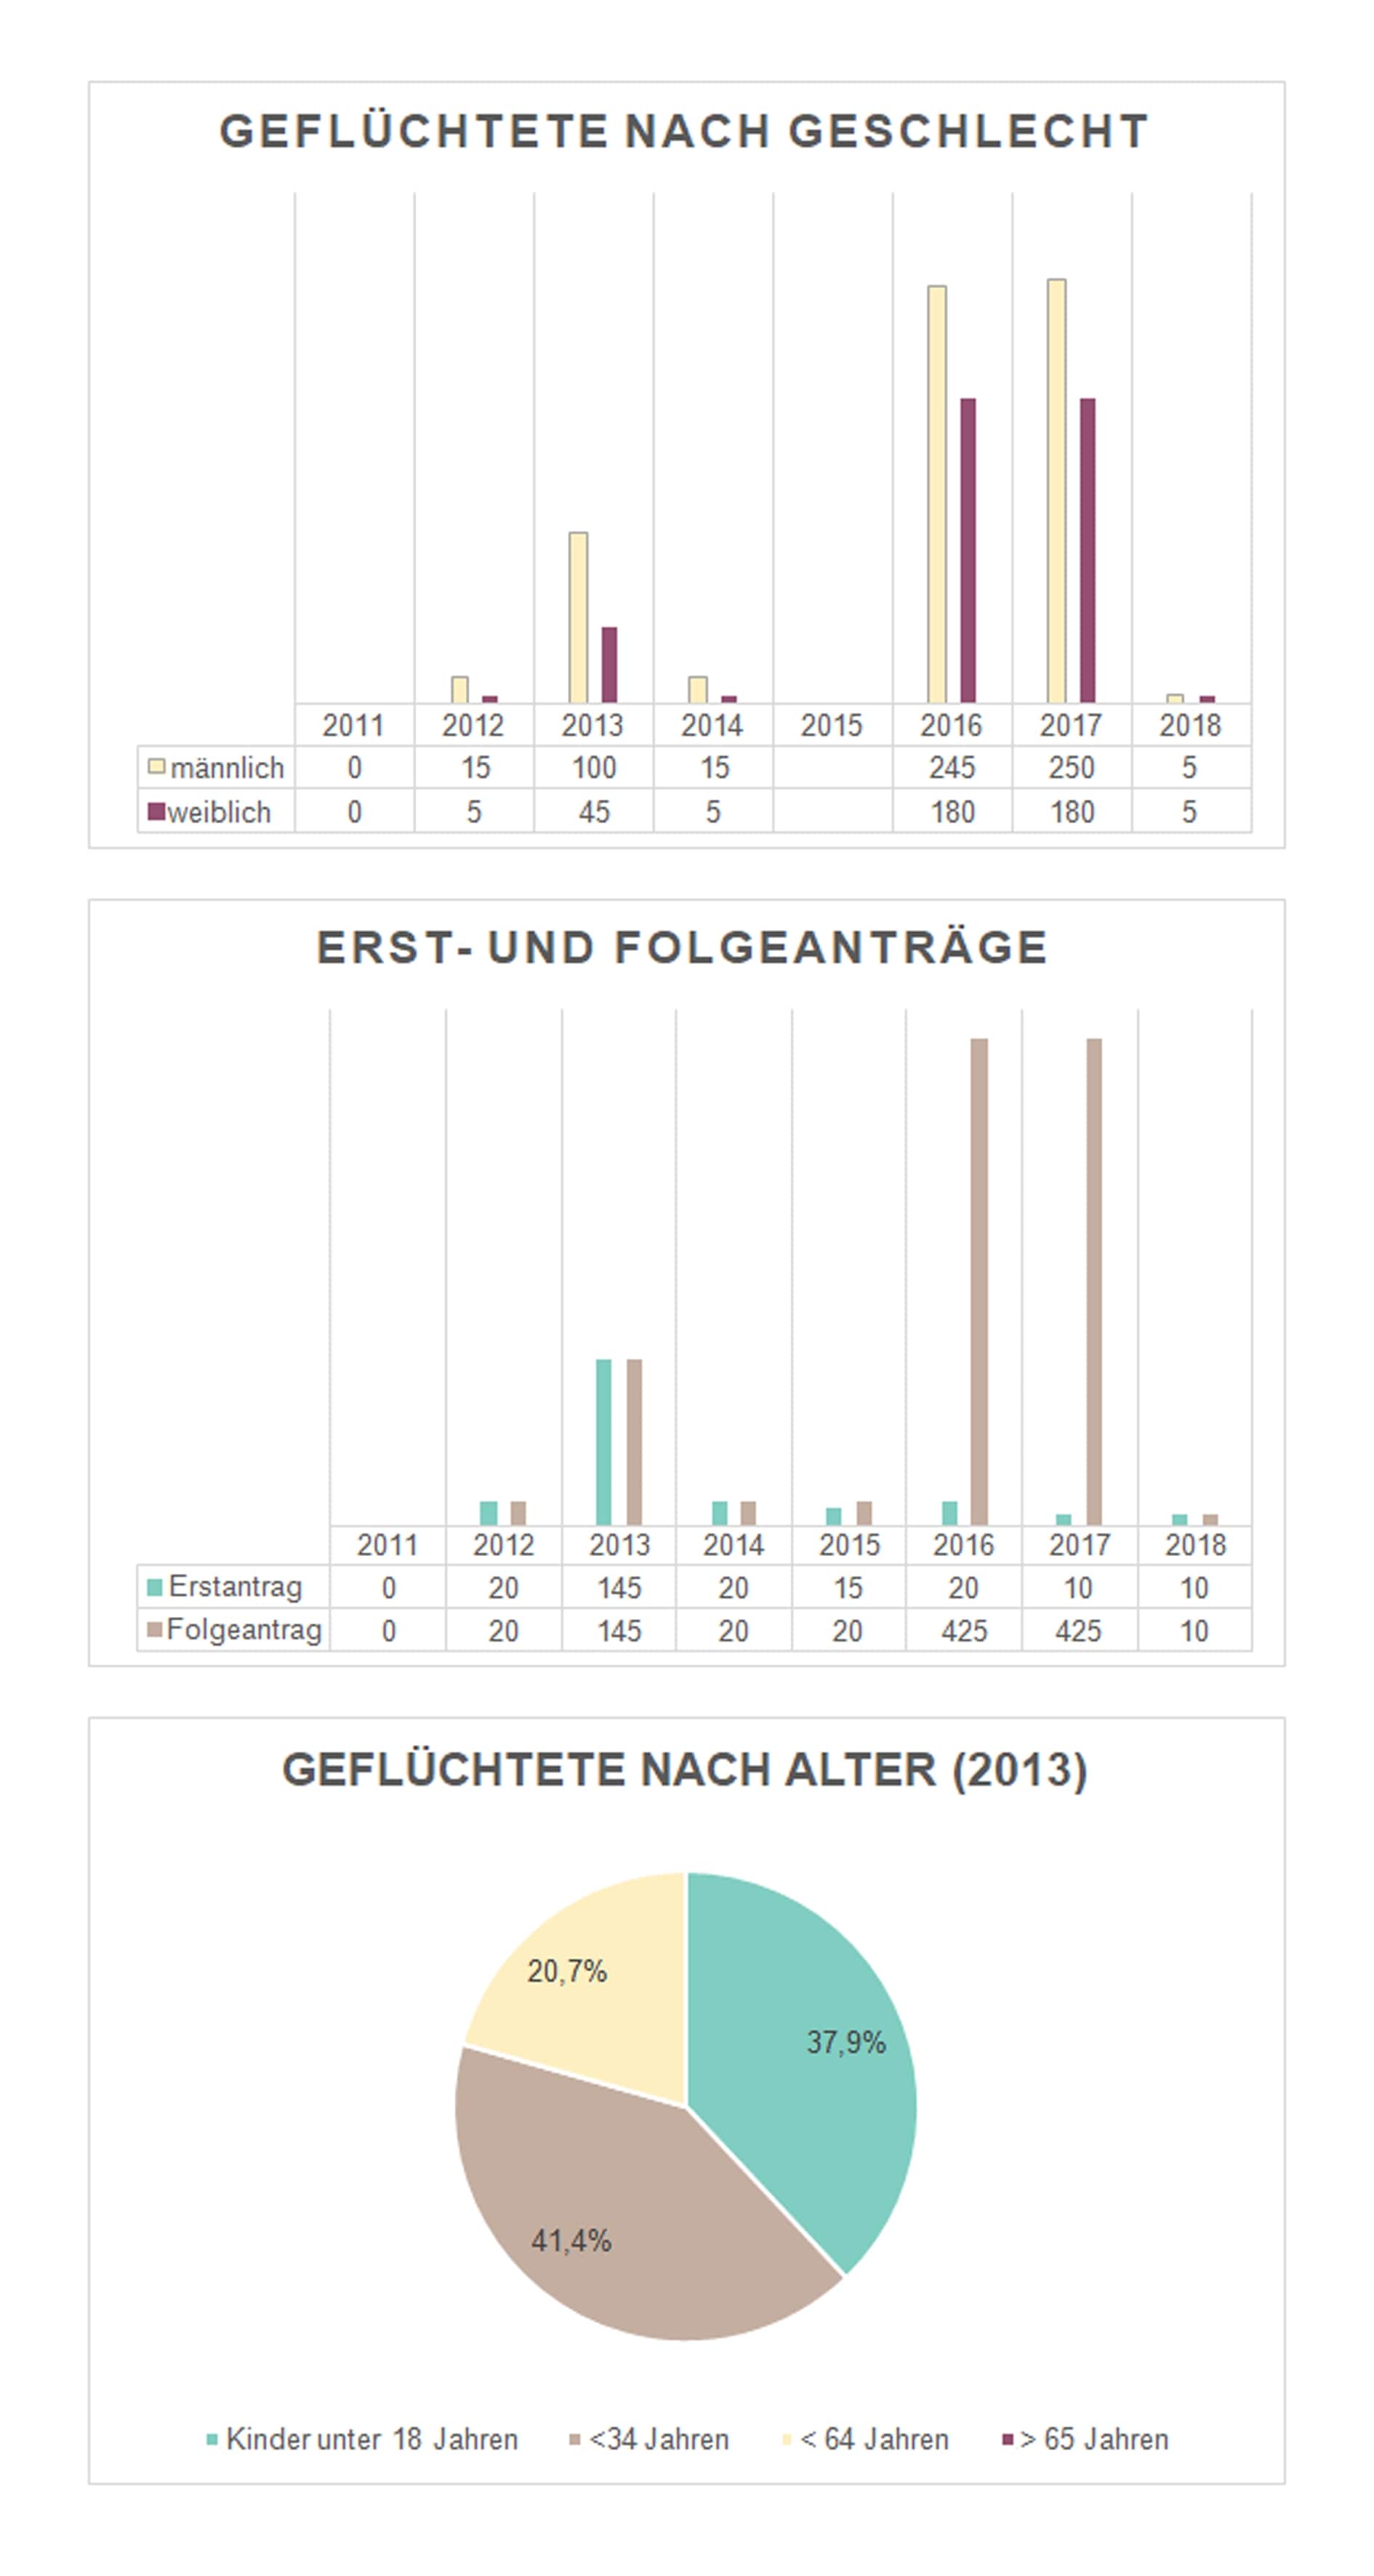 GEFLÜCHTETE NACH GESCHLECHT
2011 2012 2013 2014 2015 2016 2017 2018
männlich 0 15 100 15 245 250 5
weiblich 0 5 45 5 180 180 5
ERST- UND FOLGEANTRÄGE
2011 2012 2013 2014 2015 2016 2017 2018
Erstantrag 0 20 145 20 15 20 10 10
Folgeantrag 0 20 145 20 20 425 425 10
GEFLÜCHTETE NACH ALTER (2013)
20,7%
37,9%
41,4%
Kinder unter 18 Jahren <34 Jahren < 64 Jahren > 65 Jahren